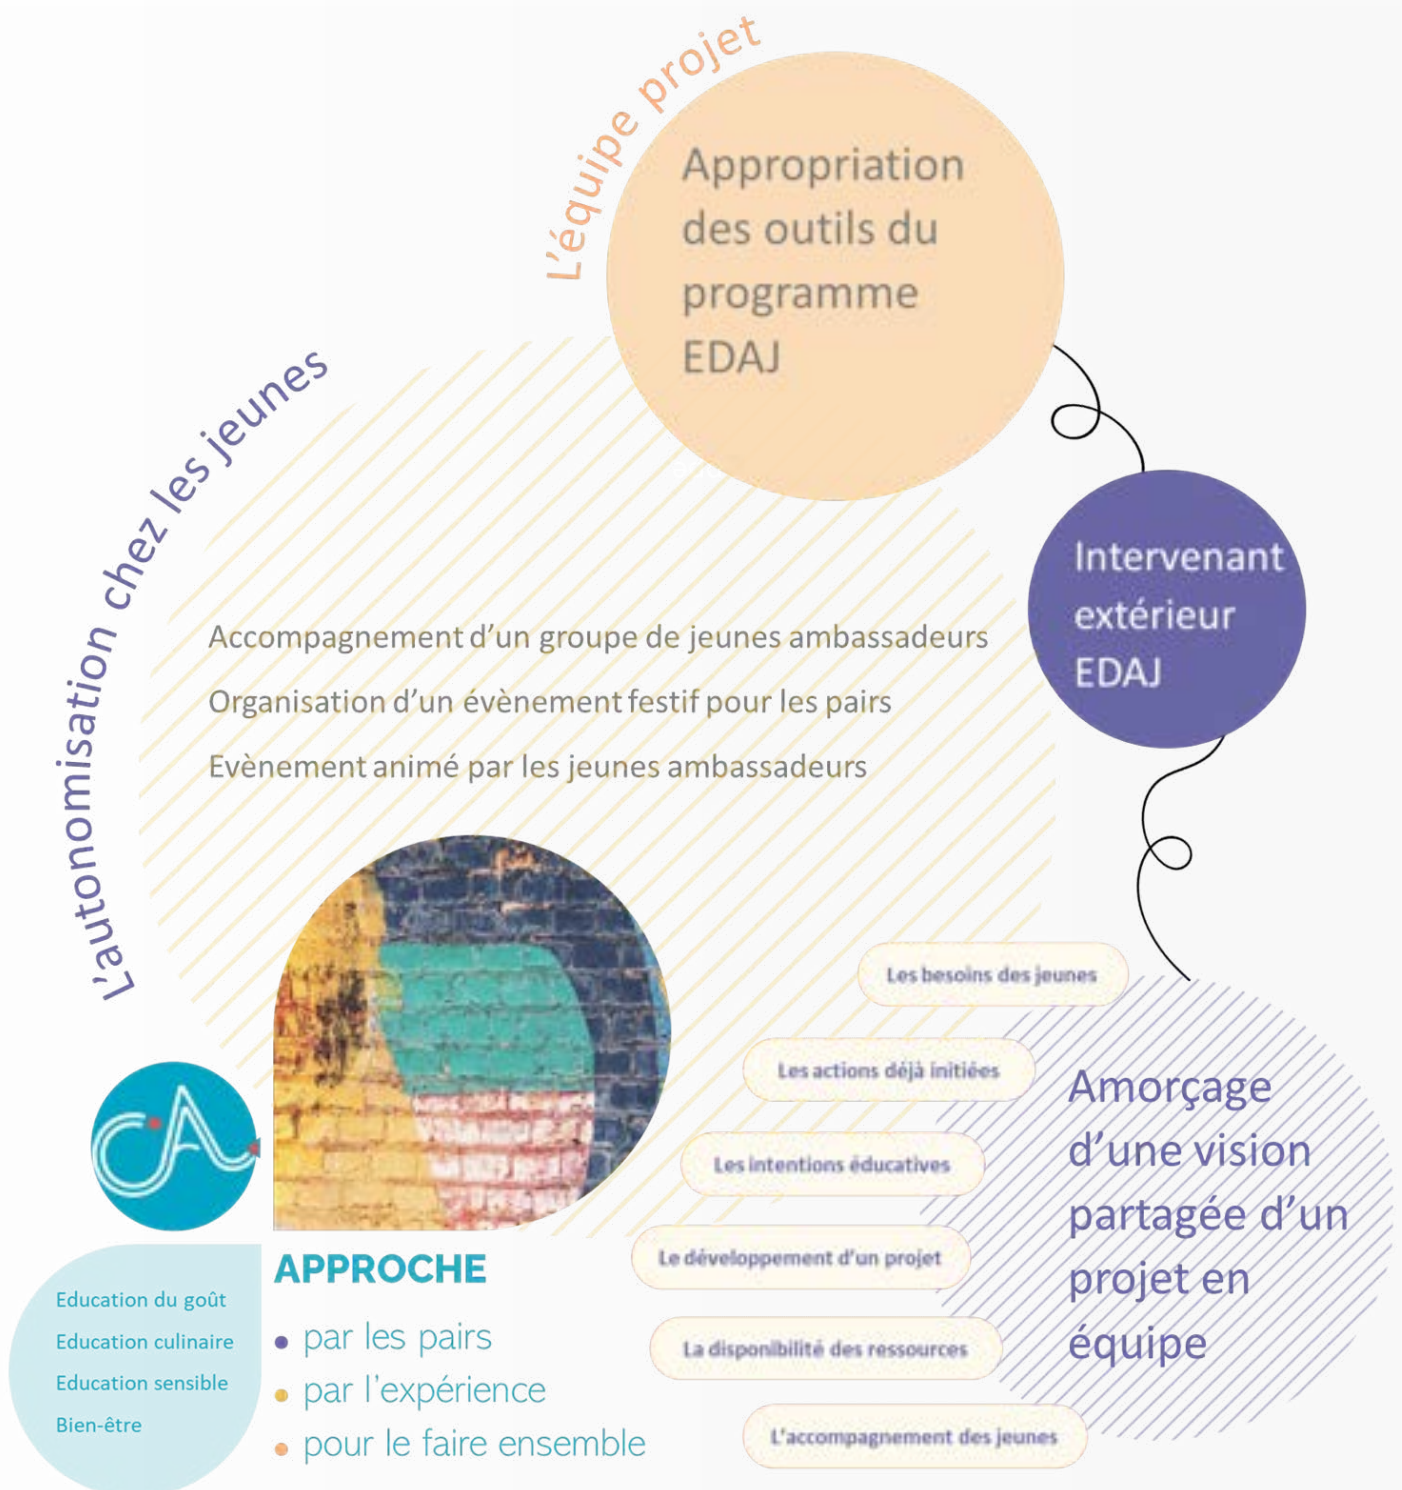 L'équipe projet
Appropriation
des outils du
programme
EDAJ
L'autonomisation chez les jeunes
Intervenant
extérieur
EDAJ
Accompagnement d'un groupe de jeunes ambassadeurs
Organisation d'un évènement festif pour les pairs
Evènement animé par les jeunes ambassadeurs
Les besoins des jeunes
Les actions déjà initiées
Les intentions éducatives
Le développement d'un projet
La disponibilité des ressources
L'accompagnement des jeunes
Amorçage
d'une vision
partagée d'un
projet en
équipe
CA
Education du goût
Education culinaire
Education sensible
Bien-être
APPROCHE
• par les pairs
• par l'expérience
• pour le faire ensemble